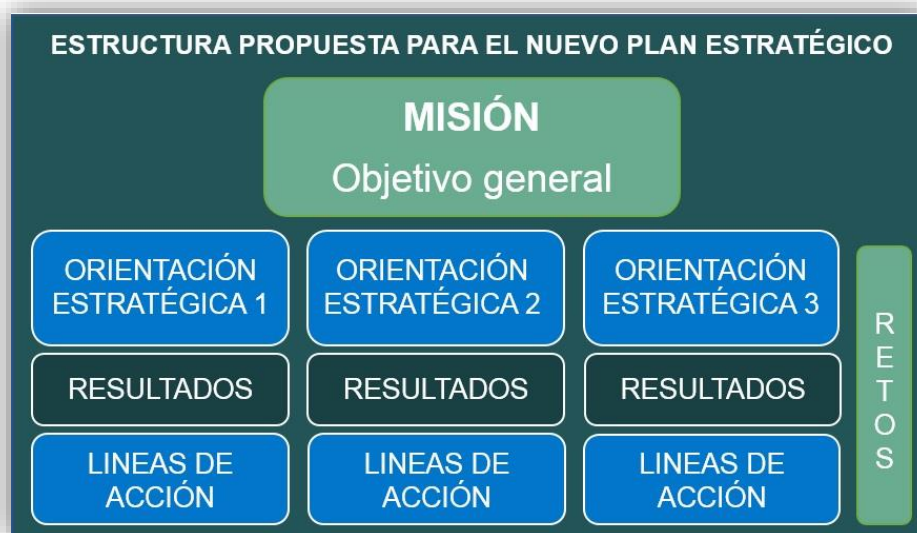 ESTRUCTURA PROPUESTA PARA EL NUEVO PLAN ESTRATÉGICO
MISIÓN
Objetivo general
ORIENTACIÓN
ESTRATÉGICA 1
ORIENTACIÓN
ESTRATÉGICA 2
ORIENTACIÓN
ESTRATÉGICA 3
RESULTADOS
RESULTADOS
RESULTADOS
LINEAS DE
ACCIÓN
LINEAS DE
ACCIÓN
LINEAS DE
ACCIÓN
R
E
T
O
S